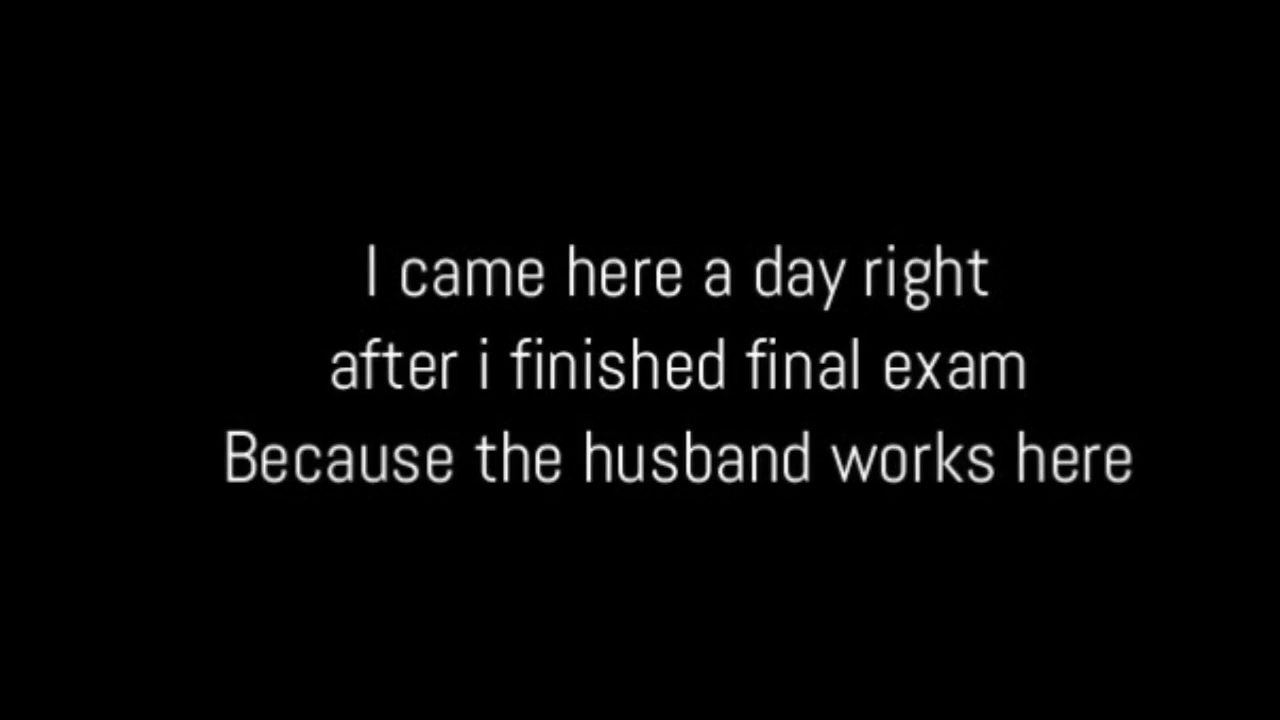 I came here a day right
after i finished final exam
Because the husband works here